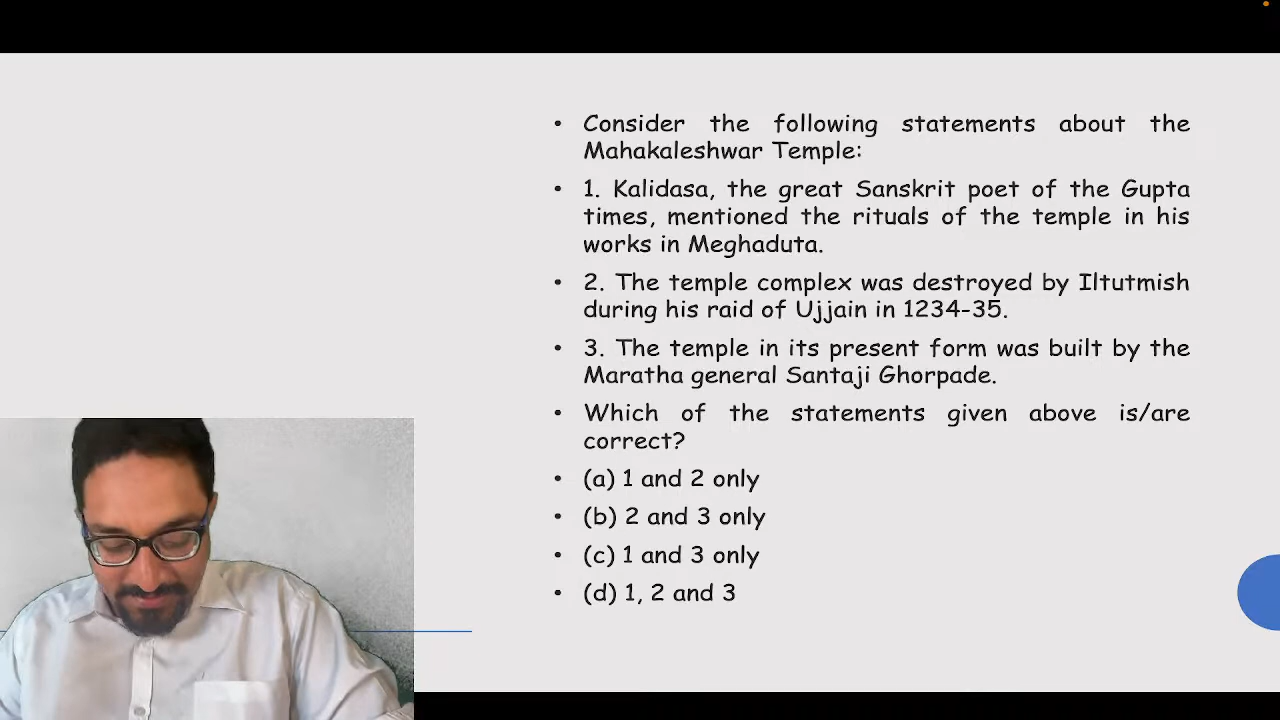 • Consider the following statements about the
Mahakaleshwar Temple:
• 1. Kalidasa, the great Sanskrit poet of the Gupta
times, mentioned the rituals of the temple in his
works in Meghaduta.
• 2. The temple complex was destroyed by Iltutmish
during his raid of Ujjain in 1234-35.
• 3. The temple in its present form was built by the
Maratha general Santaji Ghorpade.
• Which of the statements given above is/are
correct?
• (a) 1 and 2 only
• (b) 2 and 3 only
• (c) 1 and 3 only
• (d) 1, 2 and 3